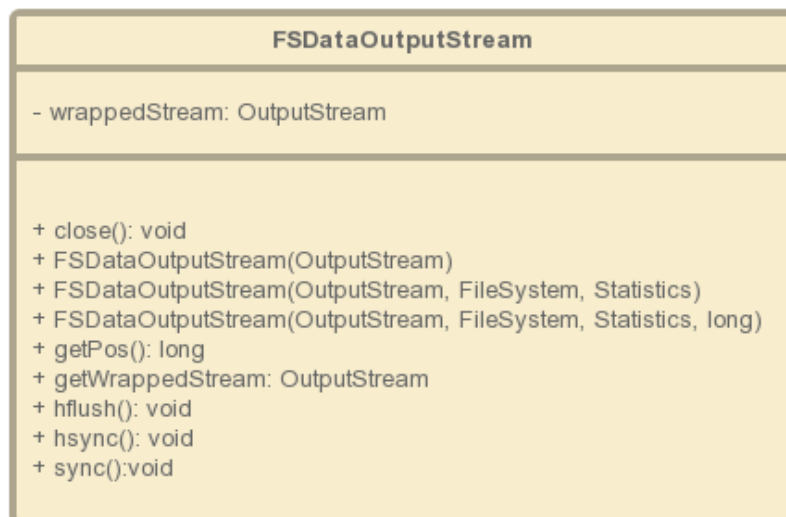 FSDataOutputStream
- wrappedStream: OutputStream
+ close(): void
+ FSDataOutputStream(OutputStream)
+ FSDataOutputStream(OutputStream, FileSystem, Statistics)
+ FSDataOutputStream(OutputStream, FileSystem, Statistics, long)
+ getPos(): long
+ getWrappedStream: OutputStream
+ hflush(): void
+ hsync(): void
+ sync():void